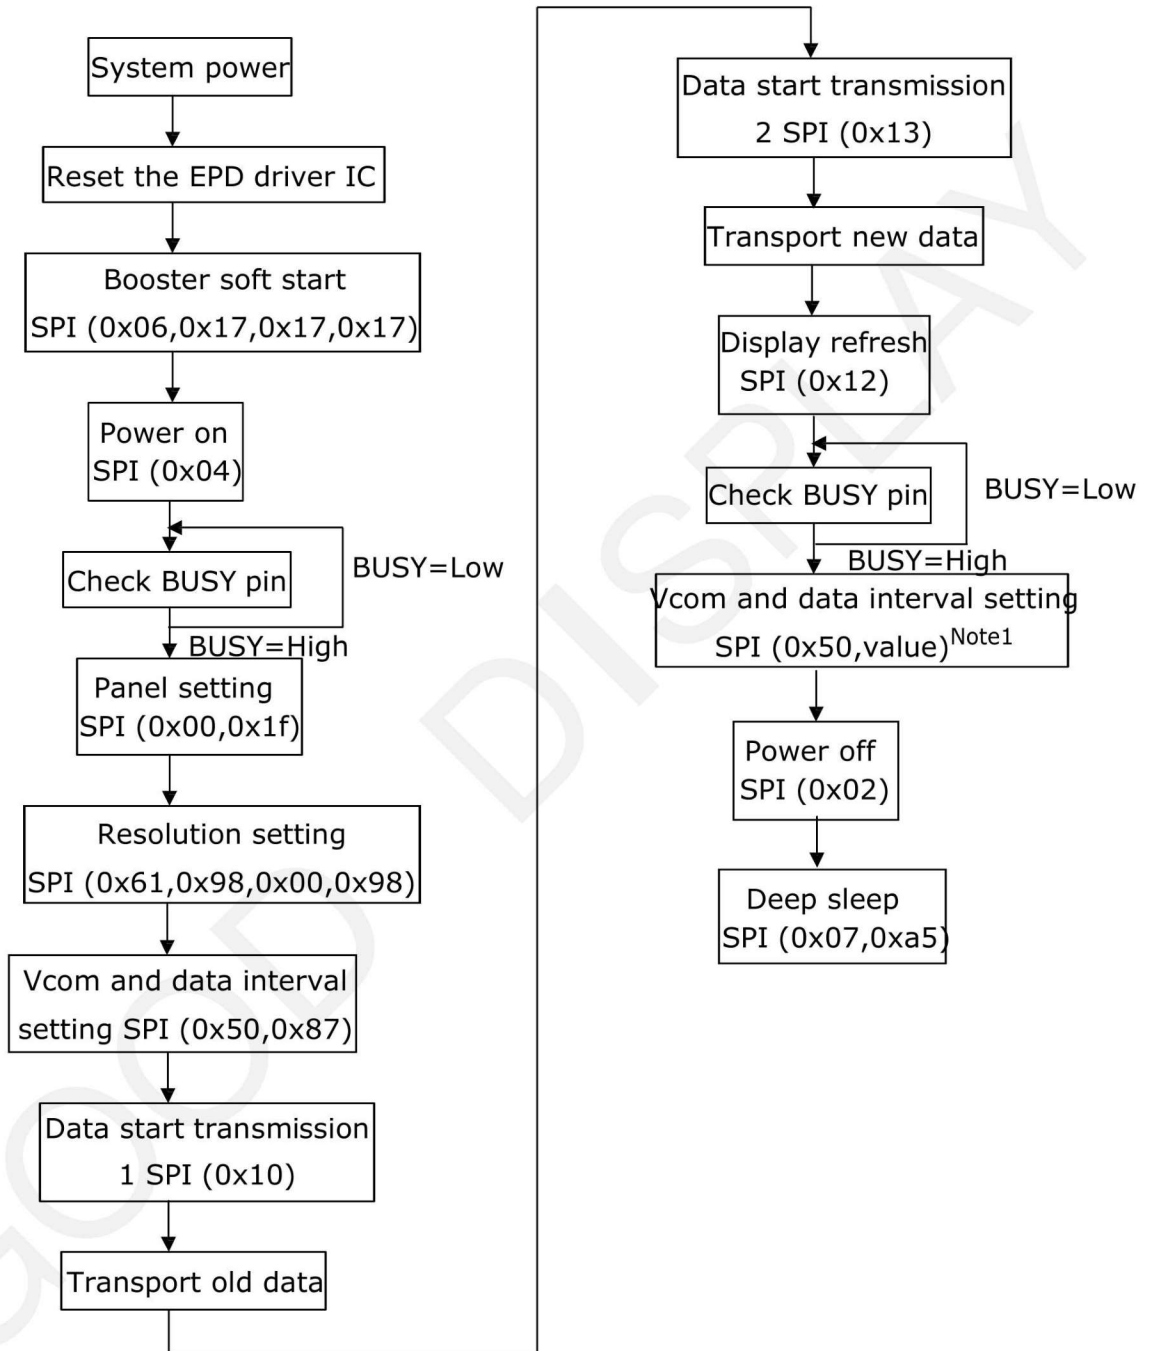 System power
Reset the EPD driver IC
Booster soft start
SPI (0x06,0x17,0x17,0x17)
Power on
SPI (0x04)
BUSY=Low
Check BUSY pin
BUSY=High
Panel setting
SPI (0x00,0x1f)
Resolution setting
SPI (0x61,0x98,0x00,0x98)
Vcom and data interval
setting SPI (0x50,0x87)
Data start transmission
1 SPI (0x10)
Transport old data
Data start transmission
2 SPI (0x13)
Transport new data
Display refresh
SPI (0x12)
Check BUSY pin
BUSY=Low
BUSY=High
Vcom and data interval setting
SPI (0x50,value)Note1
Power off
SPI (0x02)
Deep sleep
SPI (0x07,0xa5)
GOOD DISPLAY